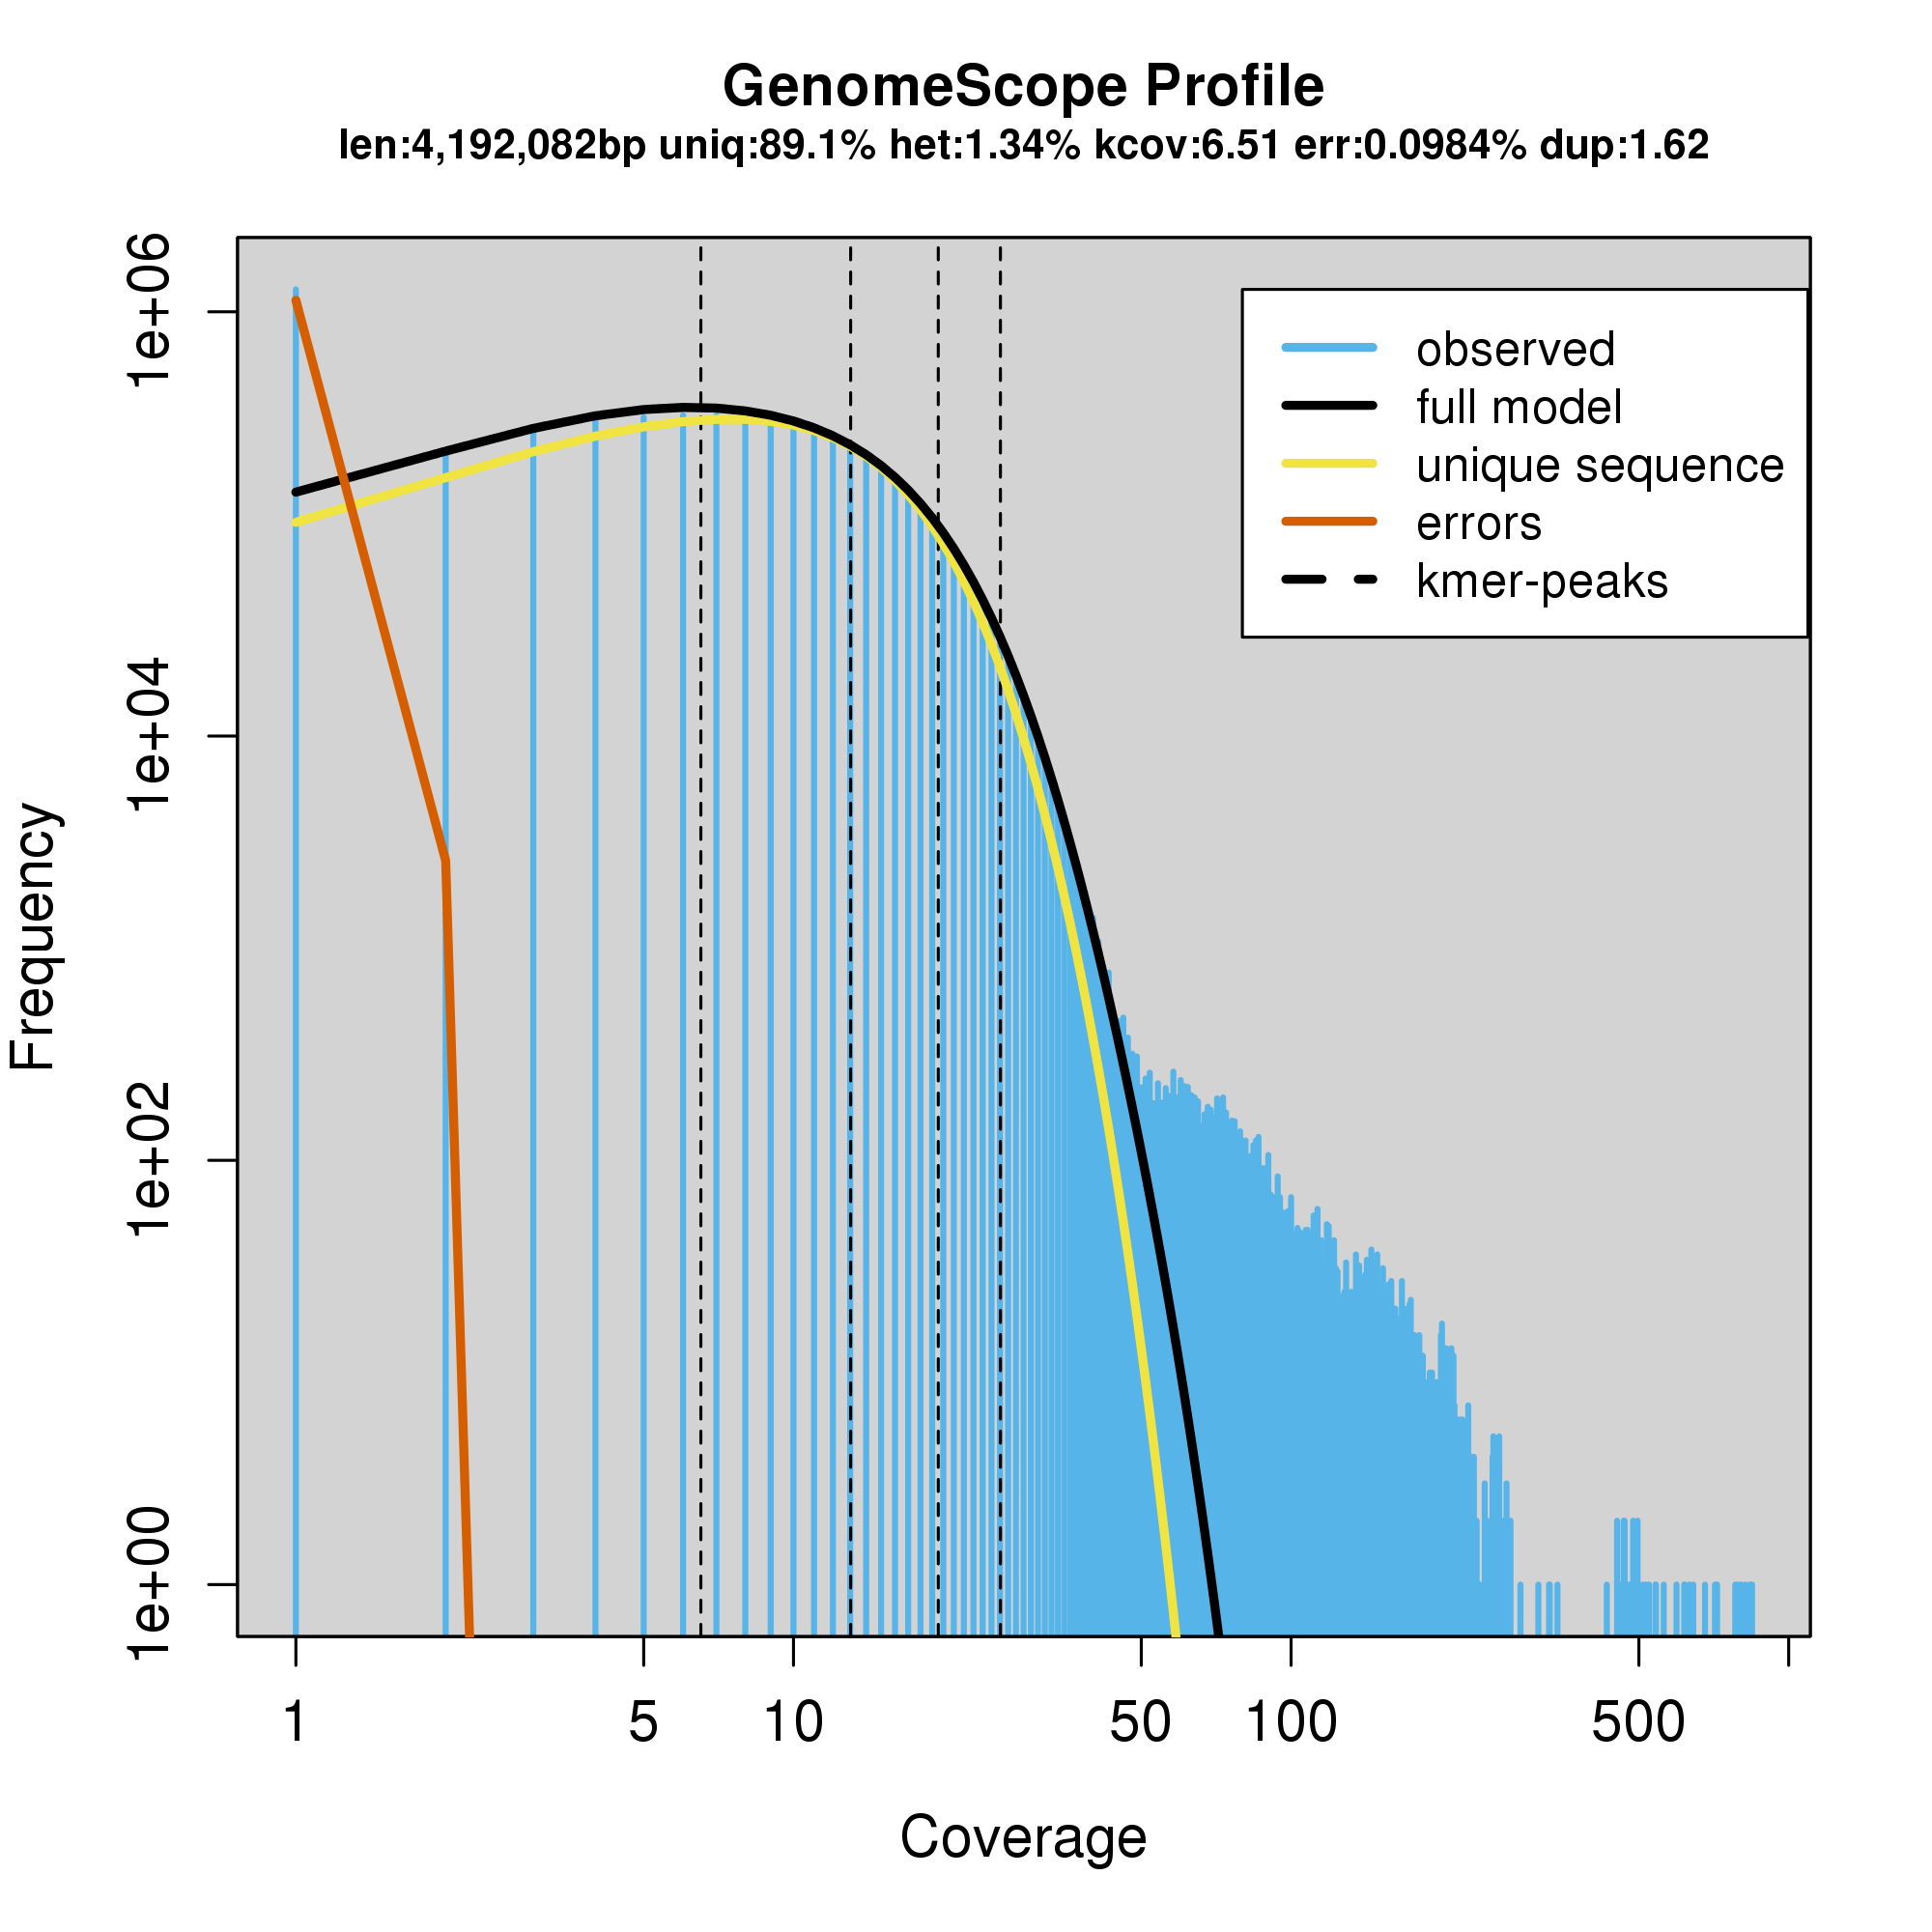 GenomeScope Profile
len:4,192,082bp uniq:89.1% het:1.34% kcov:6.51 err:0.0984% dup:1.62
observed
full model
unique sequence
errors
kmer-peaks
Frequency
1e+06
1e+04
1e+02
1e+00
1 5 10 50 100 500
Coverage